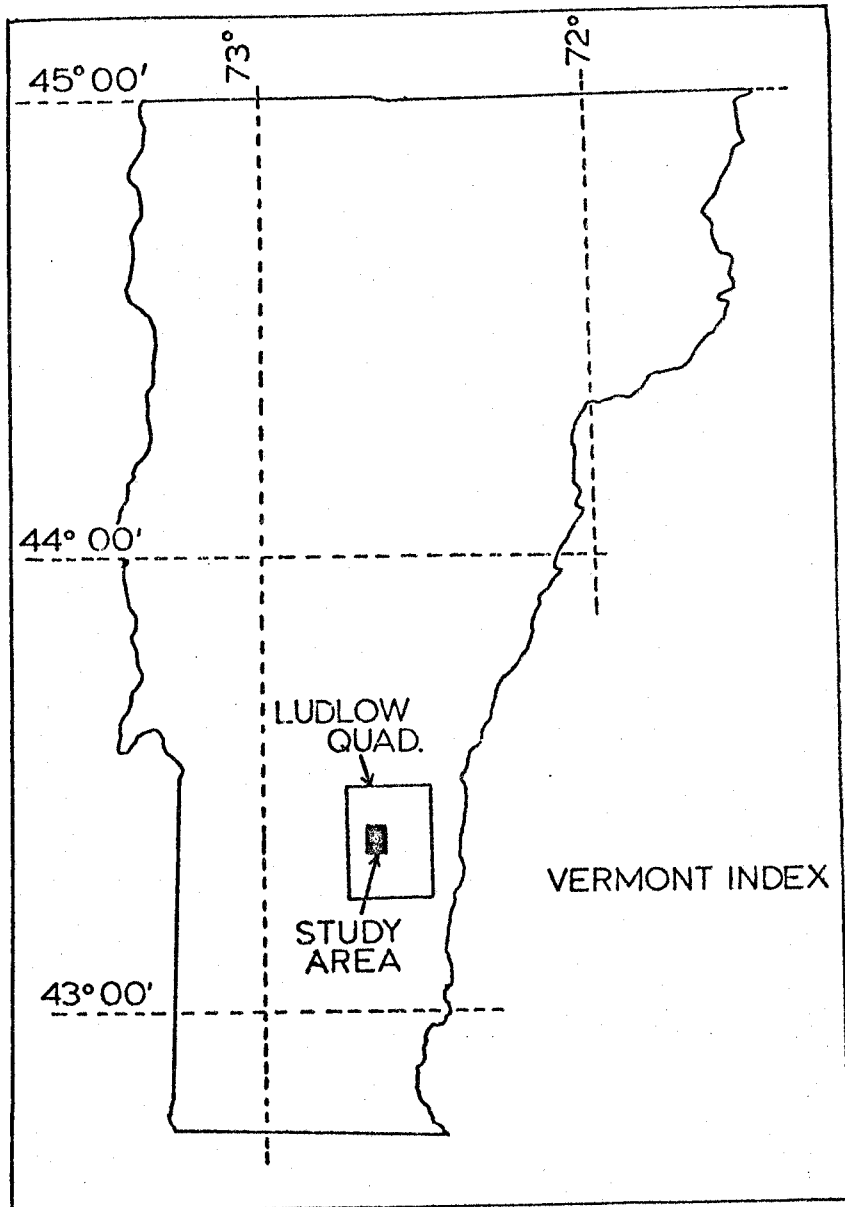 73°
72°
45°00'
44° 00'
LUDLOW
QUAD.
VERMONT INDEX
STUDY
AREA
43°00'